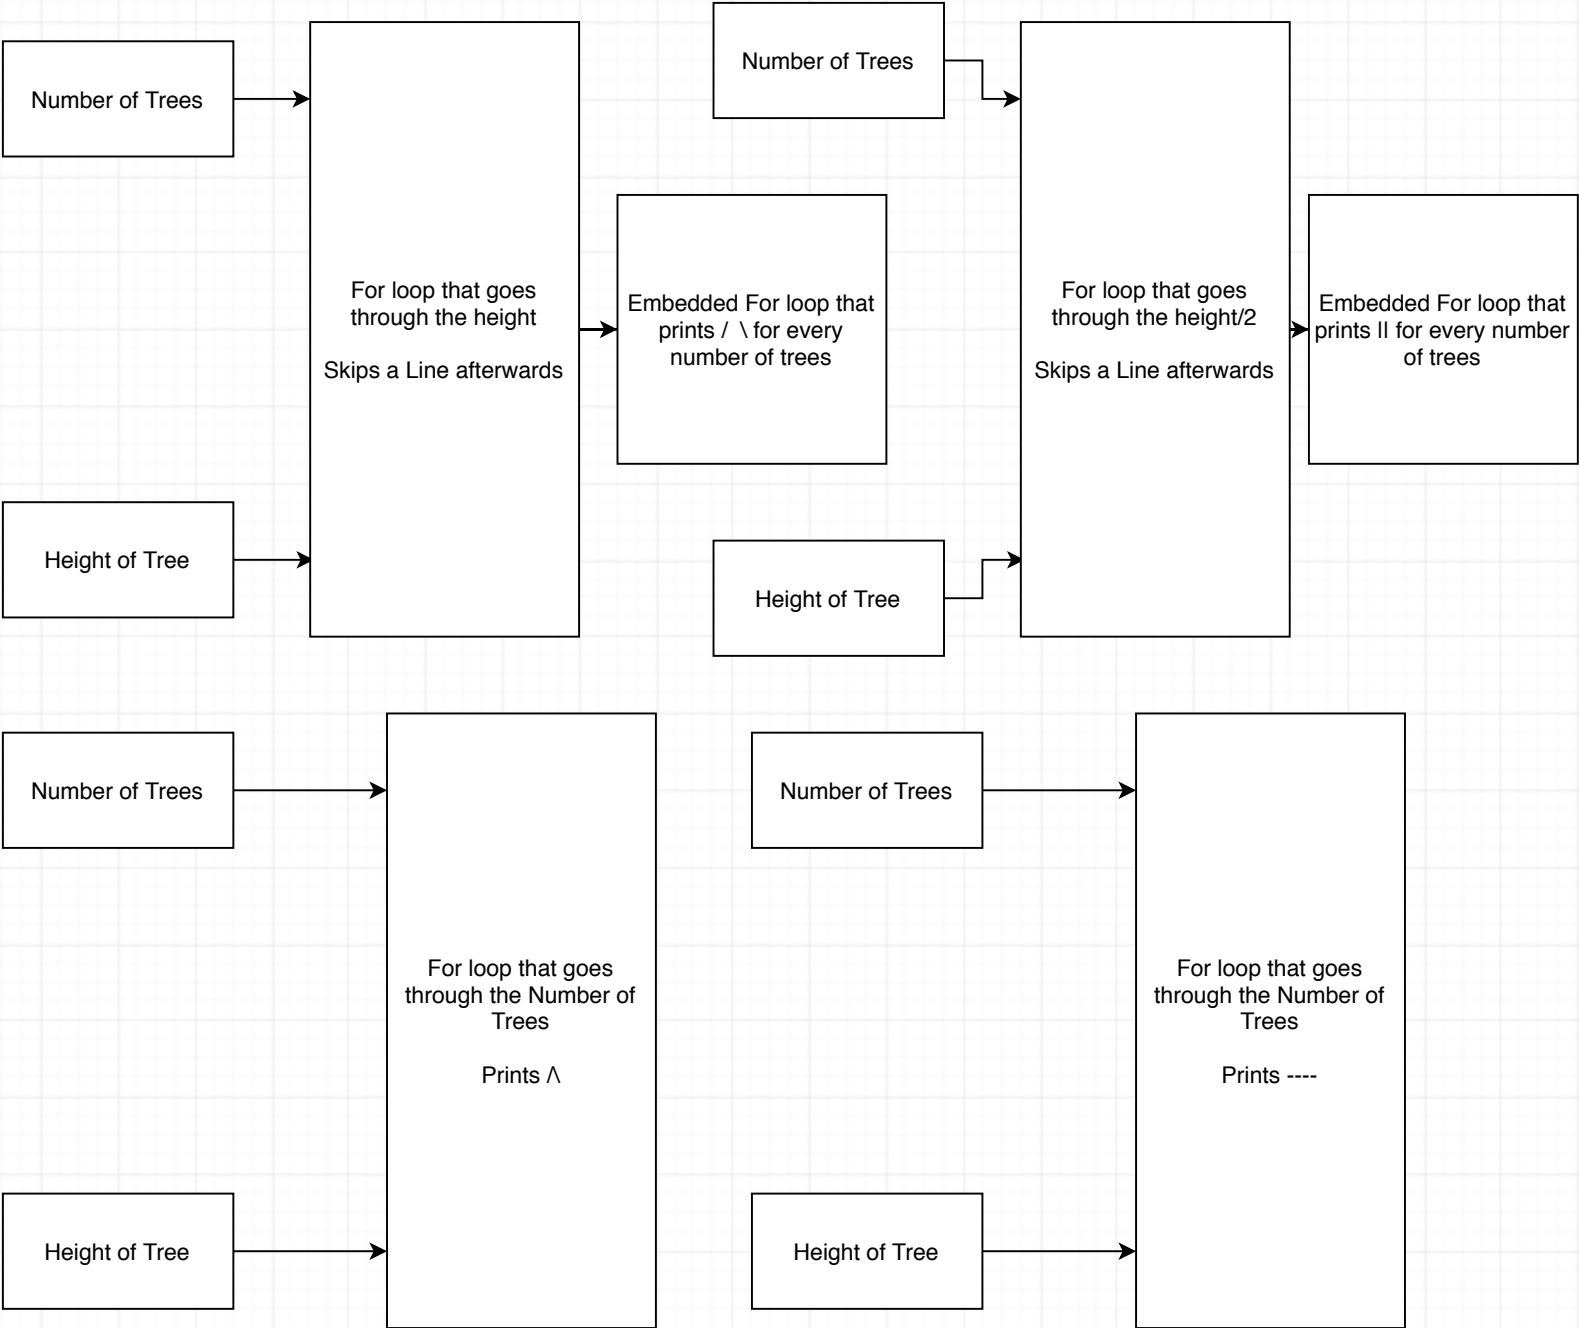 Number of Trees
Height of Tree
For loop that goes
through the height
Skips a Line afterwards
Embedded For loop that
prints /  \ for every
number of trees
Number of Trees
Height of Tree
For loop that goes
through the height/2
Skips a Line afterwards
Embedded For loop that
prints || for every number
of trees
Number of Trees
Height of Tree
For loop that goes
through the Number of
Trees
Prints /\
Number of Trees
Height of Tree
For loop that goes
through the Number of
Trees
Prints ----